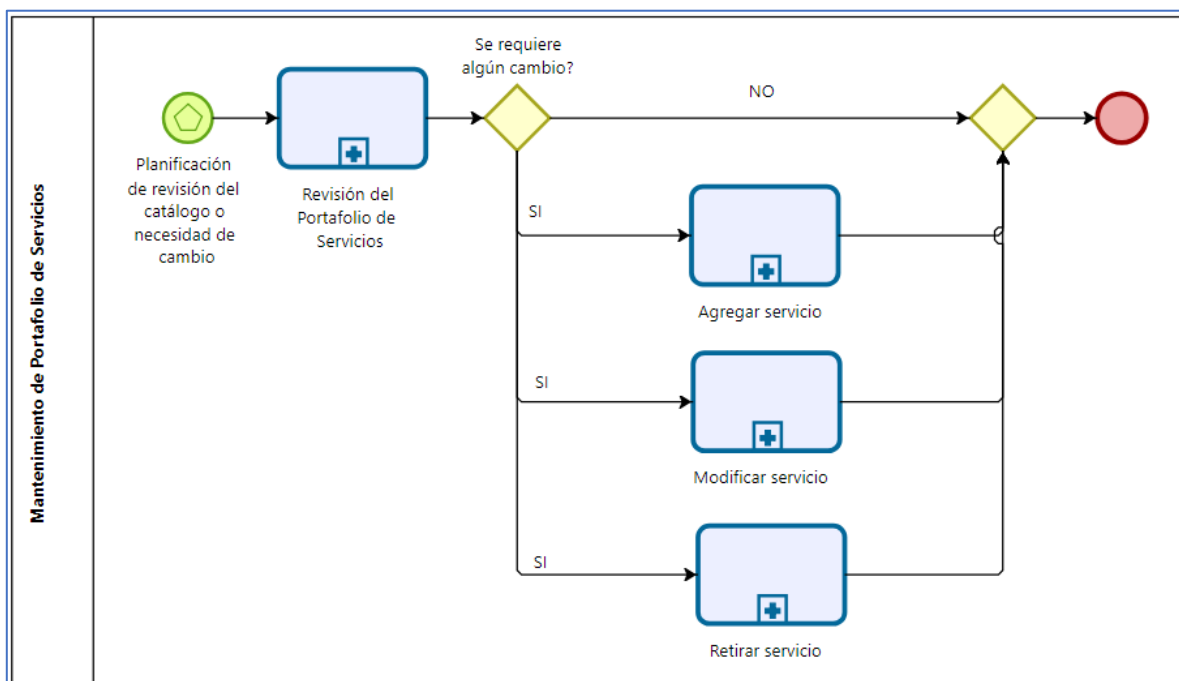 Mantenimiento de Portafolio de Servicios
Planificación
de revisión del
catálogo o
necesidad de
cambio
Revisión del
Portafolio de
Servicios
Se requiere
algún cambio?
NO
SI
Agregar servicio
SI
Modificar servicio
SI
Retirar servicio